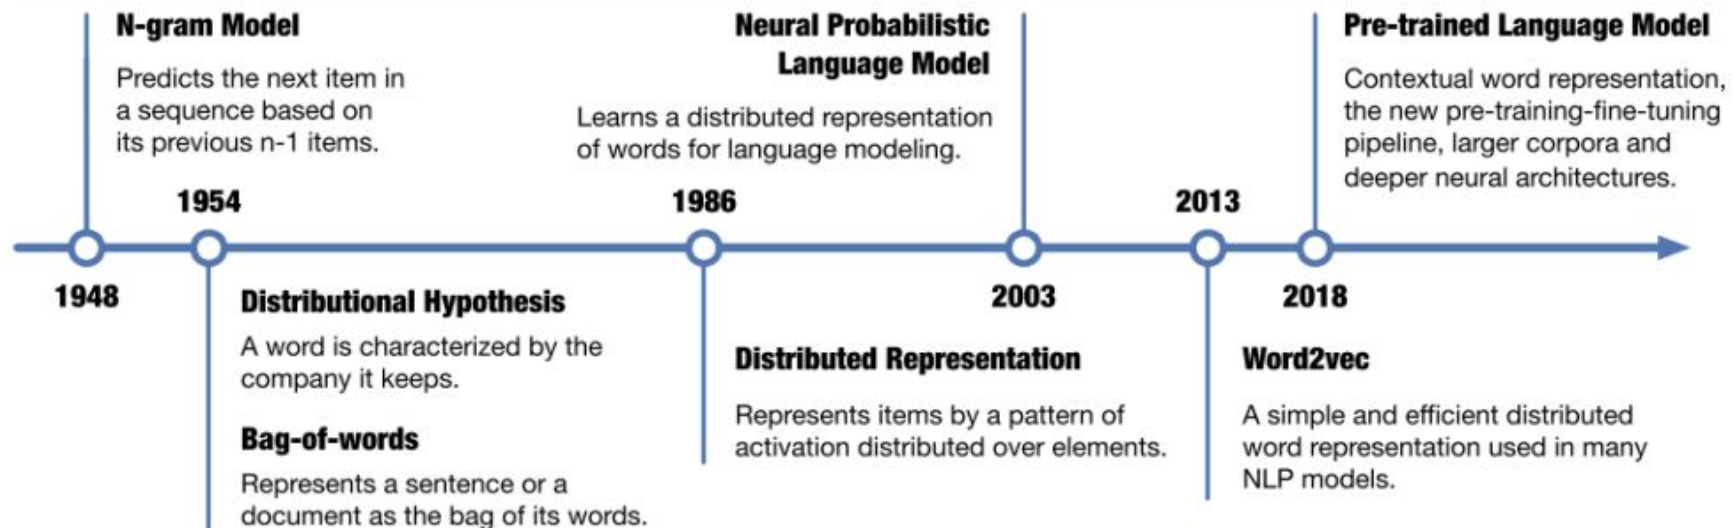 N-gram Model
Predicts the next item in
a sequence based on
its previous n-1 items.
Neural Probabilistic
Language Model
Learns a distributed representation
of words for language modeling.
Pre-trained Language Model
Contextual word representation,
the new pre-training-fine-tuning
pipeline, larger corpora and
deeper neural architectures.
1954
1986
2013
1948
2003
2018
Distributional Hypothesis
A word is characterized by the
company it keeps.
Bag-of-words
Represents a sentence or a
document as the bag of its words.
Distributed Representation
Represents items by a pattern of
activation distributed over elements.
Word2vec
A simple and efficient distributed
word representation used in many
NLP models.